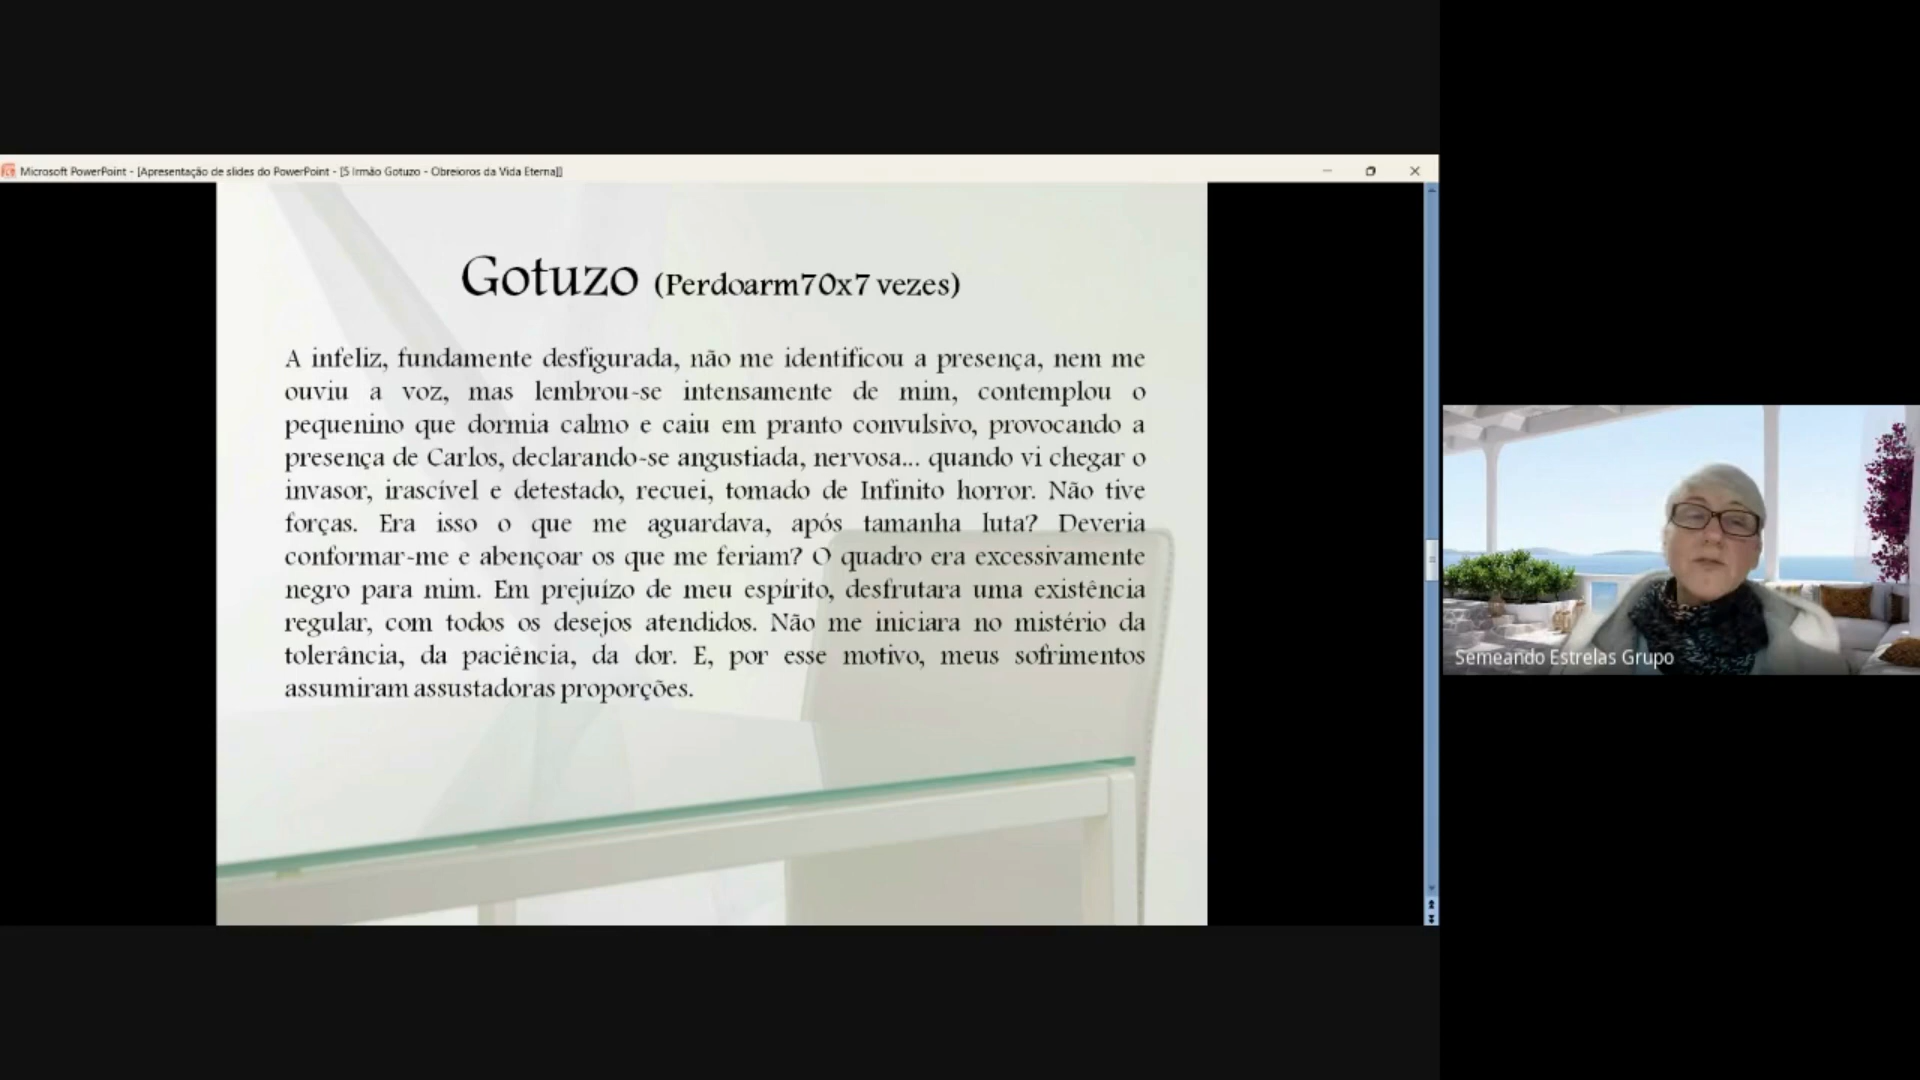 Microsoft PowerPoint - [Apresentação de slides do PowerPoint - [5 Irmão Gotuzo - Obreioros da Vida Eterna]]
Gotuzo (Perdoarm70x7 vezes)
A infeliz, fundamente desfigurada, não me identificou a presença, nem me
ouviu a voz, mas lembrou-se intensamente de mim, contemplou o
pequenino que dormia calmo e caiu em pranto convulsivo, provocando a
presença de Carlos, declarando-se angustiada, nervosa... quando vi chegar o
invasor, irascível e detestado, recuei, tomado de Infinito horror. Não tive
forças. Era isso o que me aguardava, após tamanha luta? Deveria
conformar-me e abençoar os que me feriam? O quadro era excessivamente
negro para mim. Em prejuízo de meu espírito, desfrutara uma existência
regular, com todos os desejos atendidos. Não me iniciara no mistério da
tolerância, da paciência, da dor. E, por esse motivo, meus sofrimentos
assumiram assustadoras proporções.
Semeando Estrelas Grupo